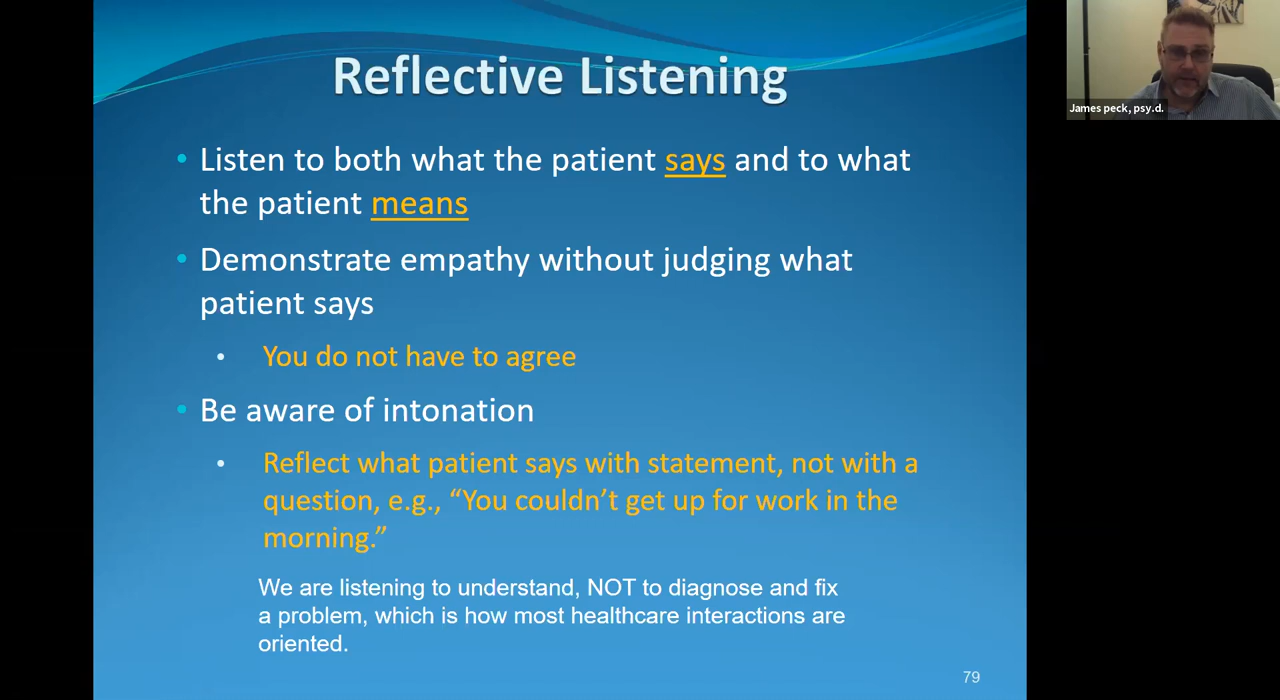 Reflective Listening
James peck, psy.d.
• Listen to both what the patient says and to what
the patient means
• Demonstrate empathy without judging what
patient says
• You do not have to agree
• Be aware of intonation
• Reflect what patient says with statement, not with a
question, e.g., “You couldn’t get up for work in the
morning.”
We are listening to understand, NOT to diagnose and fix
a problem, which is how most healthcare interactions are
oriented.
79